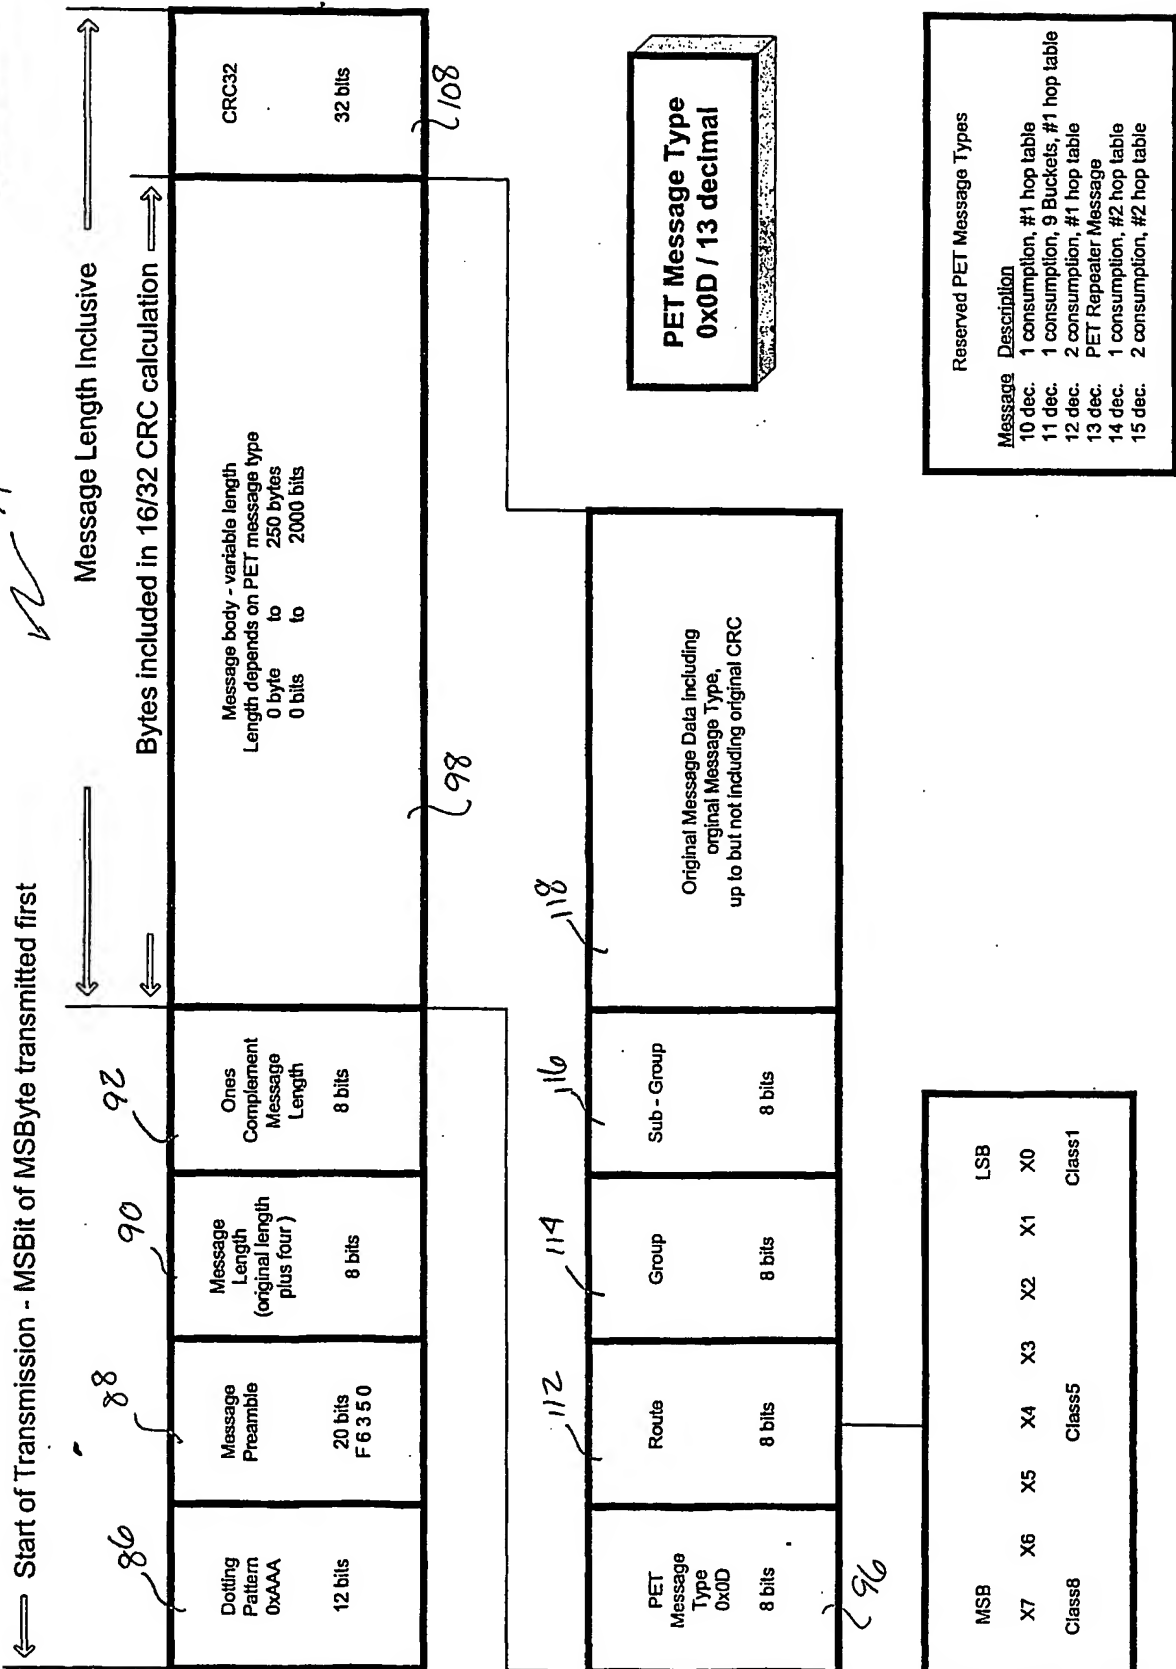 Start of Transmission - MSBit of MSByte transmitted first
Message Length Inclusive
Bytes included in 16/32 CRC calculation
86
88
90
92
Dotting
Pattern
0xAAA
12 bits
Message
Preamble
20 bits
F 6 3 5 0
Message
Length
(original length
plus four )
8 bits
Ones
Complement
Message
Length
8 bits
Message body - variable length
Length depends on PET message type
0 byte to 250 bytes
0 bits to 2000 bits
CRC32
32 bits
98
108
112
114
116
118
PET
Message
Type
0x0D
8 bits
Route
8 bits
Group
8 bits
Sub - Group
8 bits
Original Message Data including
orginal Message Type,
up to but not including original CRC
96
PET Message Type
0x0D / 13 decimal
MSB LSB
X7 X6 X5 X4 X3 X2 X1 X0
Class8 Class5 Class1
Reserved PET Message Types
Message Description
10 dec. 1 consumption, #1 hop table
11 dec. 1 consumption, 9 Buckets, #1 hop table
12 dec. 2 consumption, #1 hop table
13 dec. PET Repeater Message
14 dec. 1 consumption, #2 hop table
15 dec. 2 consumption, #2 hop table